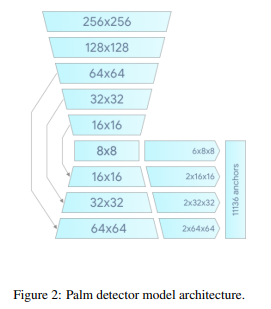 256x256
128x128
64x64
32x32
16x16
8x8
6x8x8
16x16
2x16x16
32x32
2x32x32
64x64
2x64x64
11136 anchors
Figure 2: Palm detector model architecture.